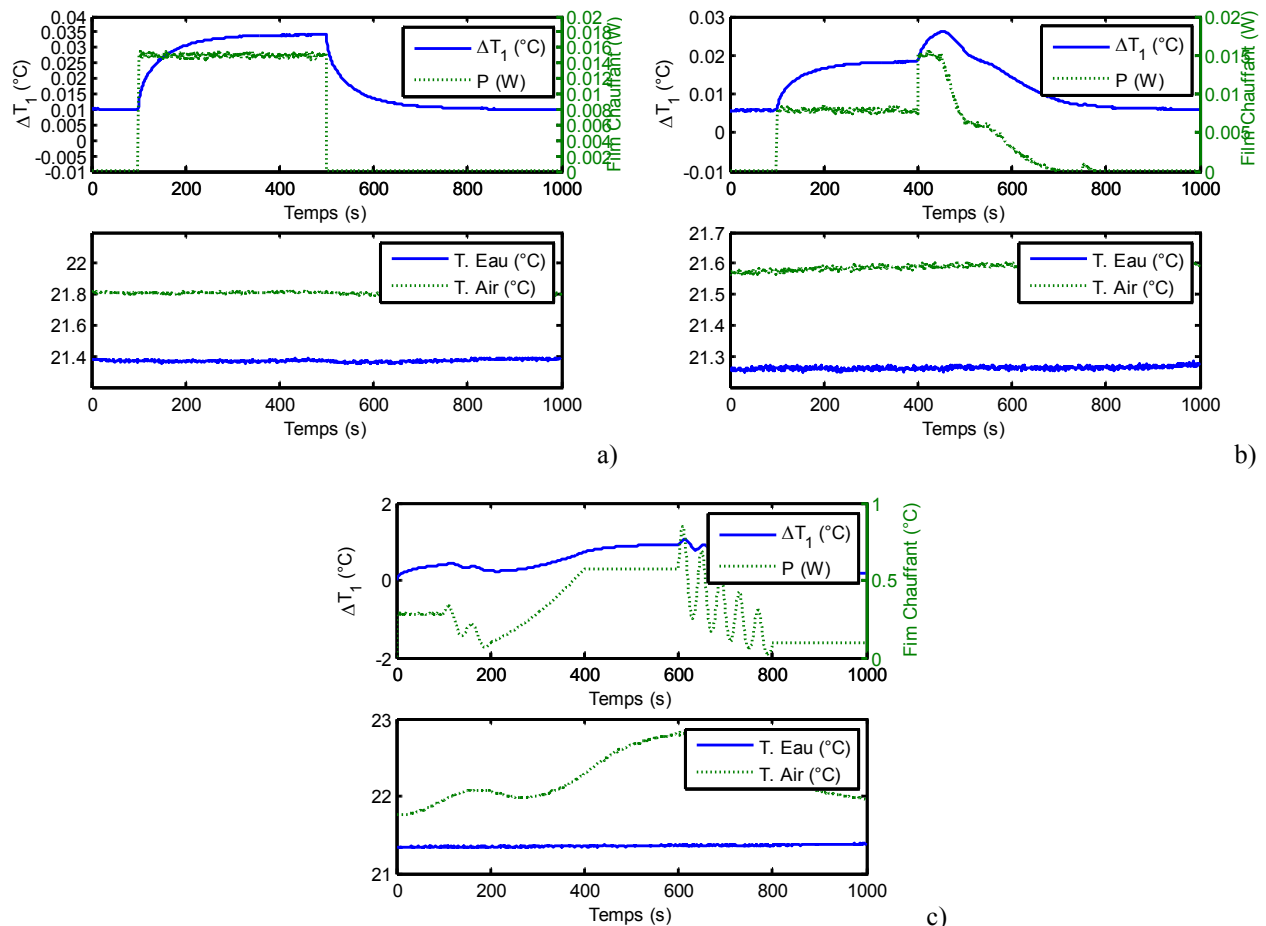 0.04
0.035
0.03
0.025
0.02
0.015
0.01
0.005
0
-0.005
-0.01
ΔT1 (°C)
0 200 400 600 800 1000
Temps (s)
0.02
0.018
0.016
0.014
0.012
0.01
0.008
0.006
0.004
0.002
0
Film Chauffant (W)
ΔT1 (°C)
P (W)
22
21.8
21.6
21.4
T. Eau (°C)
T. Air (°C)
0 200 400 600 800 1000
Temps (s)
a)
0.03
0.02
0.01
0
-0.01
ΔT1 (°C)
0 200 400 600 800 1000
Temps (s)
0.02
0.015
0.01
0.005
0
Film Chauffant (W)
ΔT1 (°C)
P (W)
21.7
21.6
21.5
21.4
21.3
T. Eau (°C)
T. Air (°C)
0 200 400 600 800 1000
Temps (s)
b)
2
0
-2
ΔT1 (°C)
0 200 400 600 800 1000
Temps (s)
1
0.5
0
Fim Chauffant (°C)
ΔT1 (°C)
P (W)
23
22
21
T. Eau (°C)
T. Air (°C)
0 200 400 600 800 1000
Temps (s)
c)